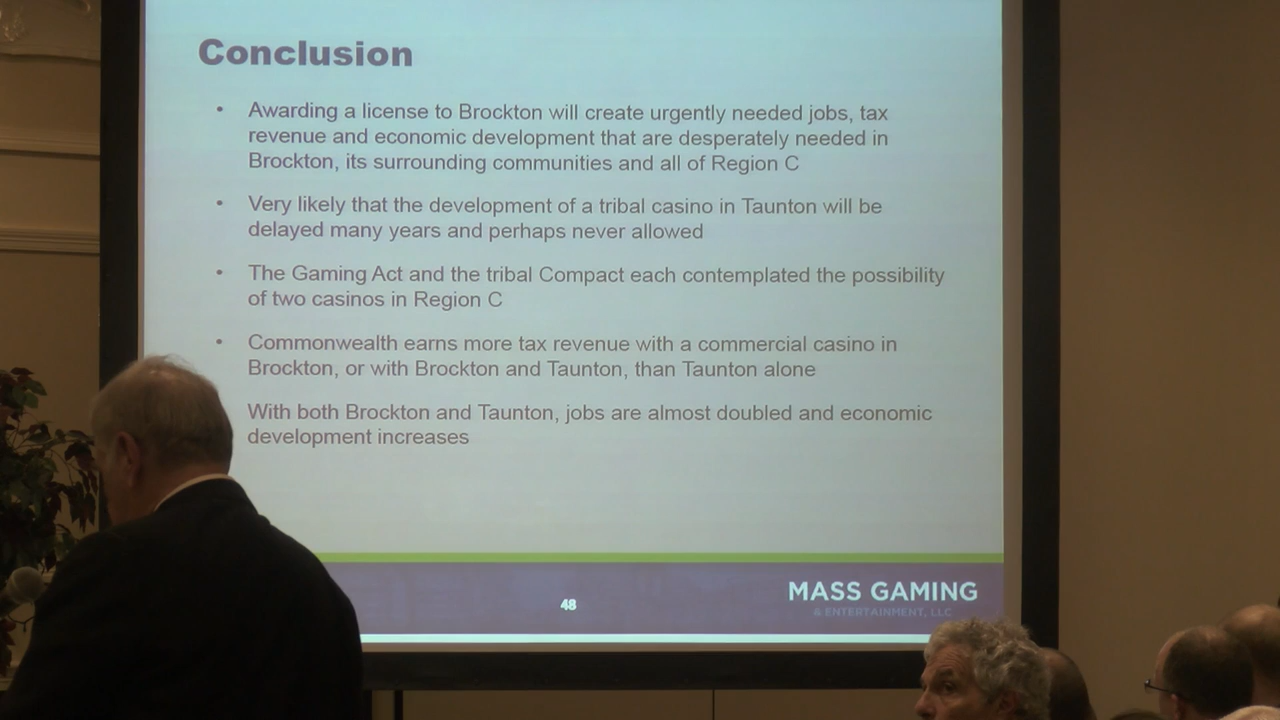 Conclusion
• Awarding a license to Brockton will create urgently needed jobs, tax
revenue and economic development that are desperately needed in
Brockton, its surrounding communities and all of Region C
• Very likely that the development of a tribal casino in Taunton will be
delayed many years and perhaps never allowed
• The Gaming Act and the tribal Compact each contemplated the possibility
of two casinos in Region C
• Commonwealth earns more tax revenue with a commercial casino in
Brockton, or with Brockton and Taunton, than Taunton alone
With both Brockton and Taunton, jobs are almost doubled and economic
development increases
48
MASS GAMING
& ENTERTAINMENT, LLC